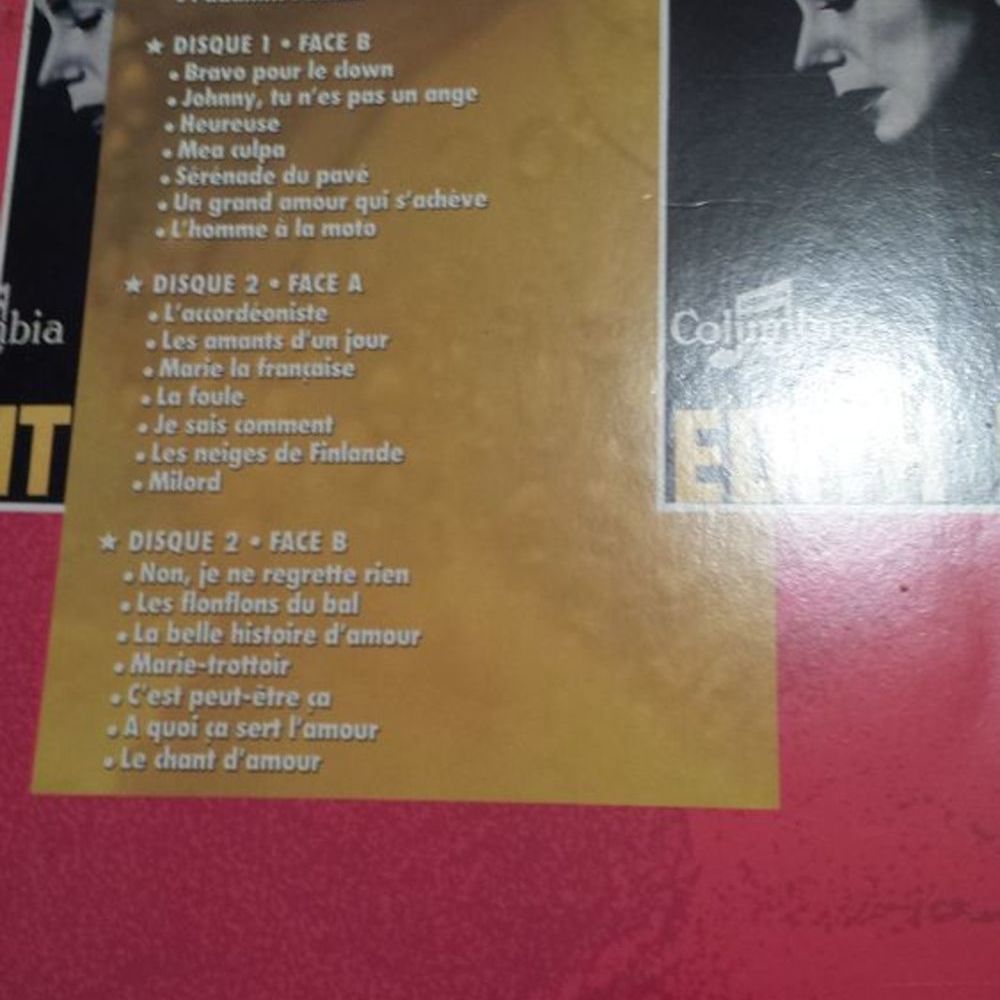 ★ DISQUE 1 • FACE B
• Bravo pour le clown
• Johnny, tu n'es pas un ange
• Heureuse
• Mea culpa
• Sérénade du pavé
• Un grand amour qui s'achève
• L'homme à la moto
★ DISQUE 2 • FACE A
• L'accordéoniste
• Les amants d'un jour
• Marie la française
• La foule
• Je sais comment
• Les neiges de Finlande
• Milord
★ DISQUE 2 • FACE B
• Non, je ne regrette rien
• Les flonflons du bal
• La belle histoire d'amour
• Marie-trottoir
• C'est peut-être ça
• A quoi ça sert l'amour
• Le chant d'amour
Columbia